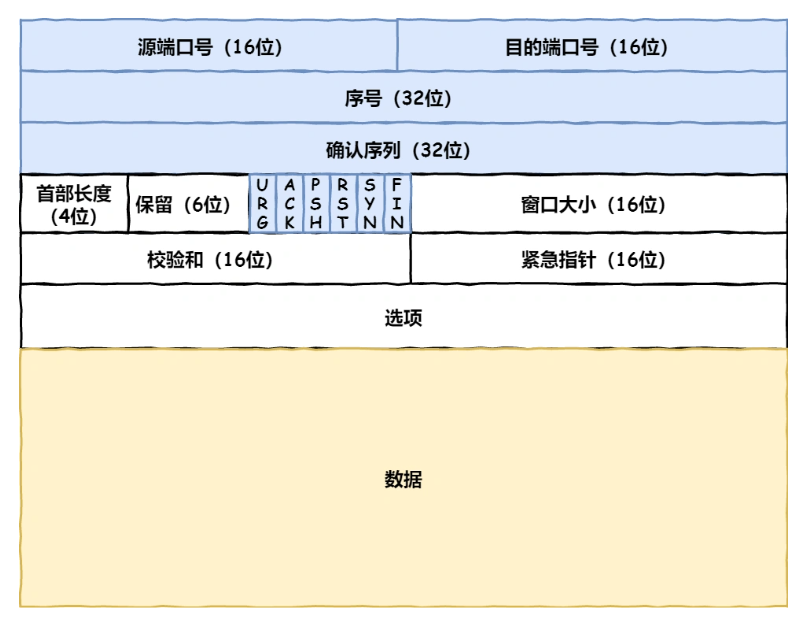 源端口号（16位）
目的端口号（16位）
序号（32位）
确认序列（32位）
首部长度
（4位）
保留（6位）
URG
ACK
PSH
RST
SYN
FIN
窗口大小（16位）
校验和（16位）
紧急指针（16位）
选项
数据